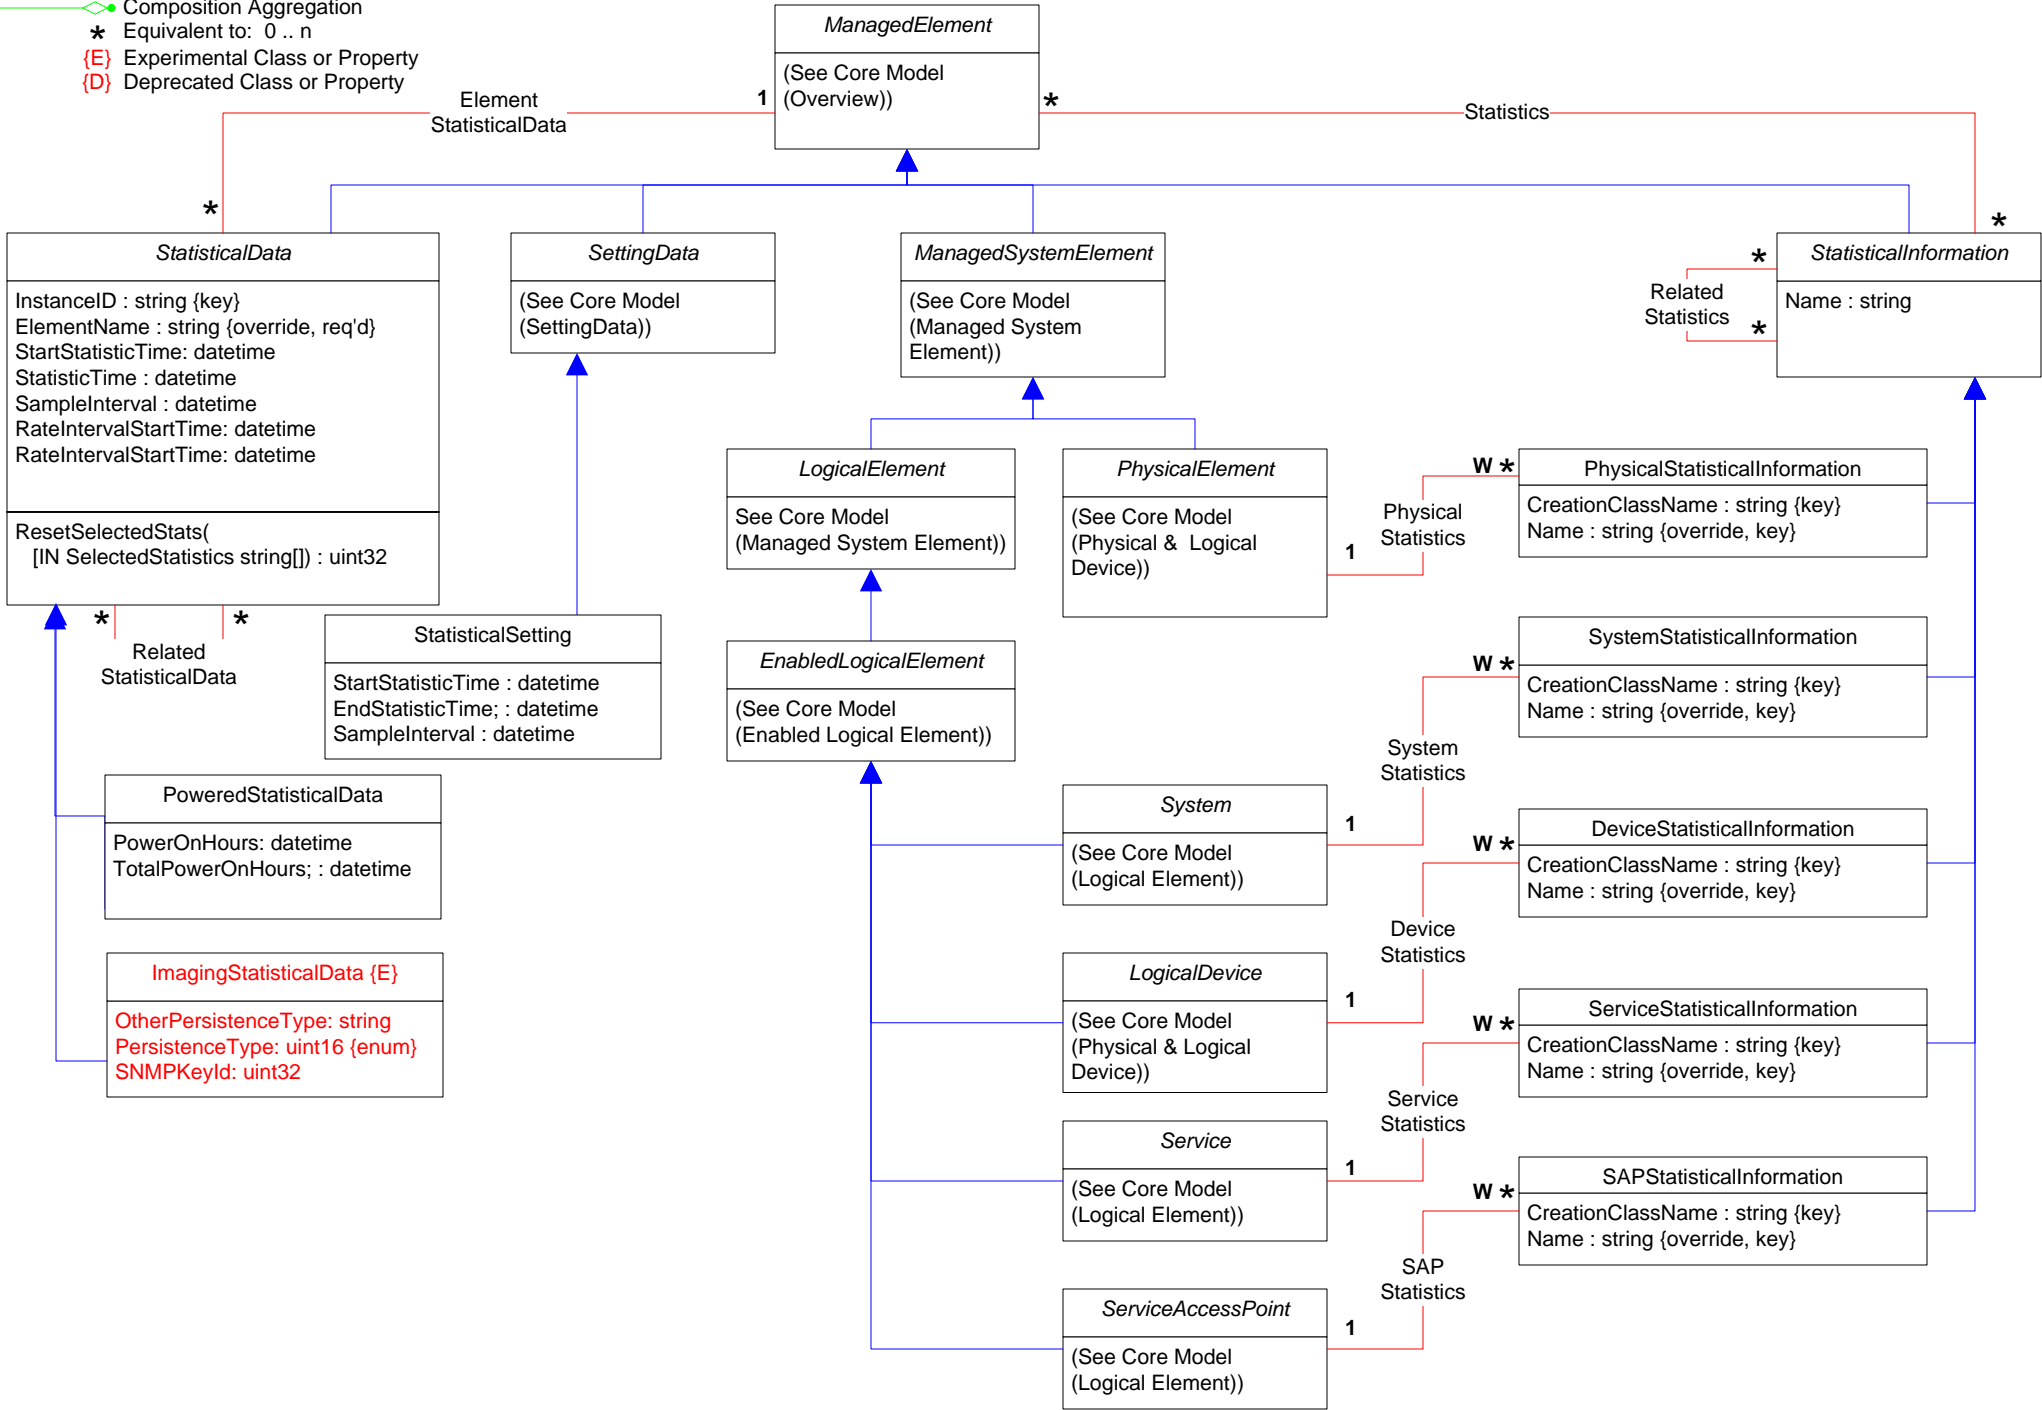 Composition Aggregation
* Equivalent to: 0 .. n
{E} Experimental Class or Property
{D} Deprecated Class or Property
ManagedElement
(See Core Model
(Overview))
Element
StatisticalData
1
*
Statistics
*
*
StatisticalData
InstanceID : string {key}
ElementName : string {override, req'd}
StartStatisticTime: datetime
StatisticTime : datetime
SampleInterval : datetime
RateIntervalStartTime: datetime
RateIntervalStartTime: datetime
ResetSelectedStats(
[IN SelectedStatistics string[]) : uint32
*
*
Related
StatisticalData
SettingData
(See Core Model
(SettingData))
ManagedSystemElement
(See Core Model
(Managed System
Element))
StatisticalInformation
Name : string
*
Related
Statistics
*
LogicalElement
See Core Model
(Managed System Element))
PhysicalElement
(See Core Model
(Physical & Logical
Device))
1
Physical
Statistics
W *
PhysicalStatisticalInformation
CreationClassName : string {key}
Name : string {override, key}
StatisticalSetting
StartStatisticTime : datetime
EndStatisticTime; : datetime
SampleInterval : datetime
EnabledLogicalElement
(See Core Model
(Enabled Logical Element))
W *
SystemStatisticalInformation
CreationClassName : string {key}
Name : string {override, key}
System
Statistics
PoweredStatisticalData
PowerOnHours: datetime
TotalPowerOnHours; : datetime
System
(See Core Model
(Logical Element))
1
W *
DeviceStatisticalInformation
CreationClassName : string {key}
Name : string {override, key}
Device
Statistics
ImagingStatisticalData {E}
OtherPersistenceType: string
PersistenceType: uint16 {enum}
SNMPKeyId: uint32
LogicalDevice
(See Core Model
(Physical & Logical
Device))
1
W *
ServiceStatisticalInformation
CreationClassName : string {key}
Name : string {override, key}
Service
Statistics
Service
(See Core Model
(Logical Element))
1
W *
SAPStatisticalInformation
CreationClassName : string {key}
Name : string {override, key}
SAP
Statistics
ServiceAccessPoint
(See Core Model
(Logical Element))
1